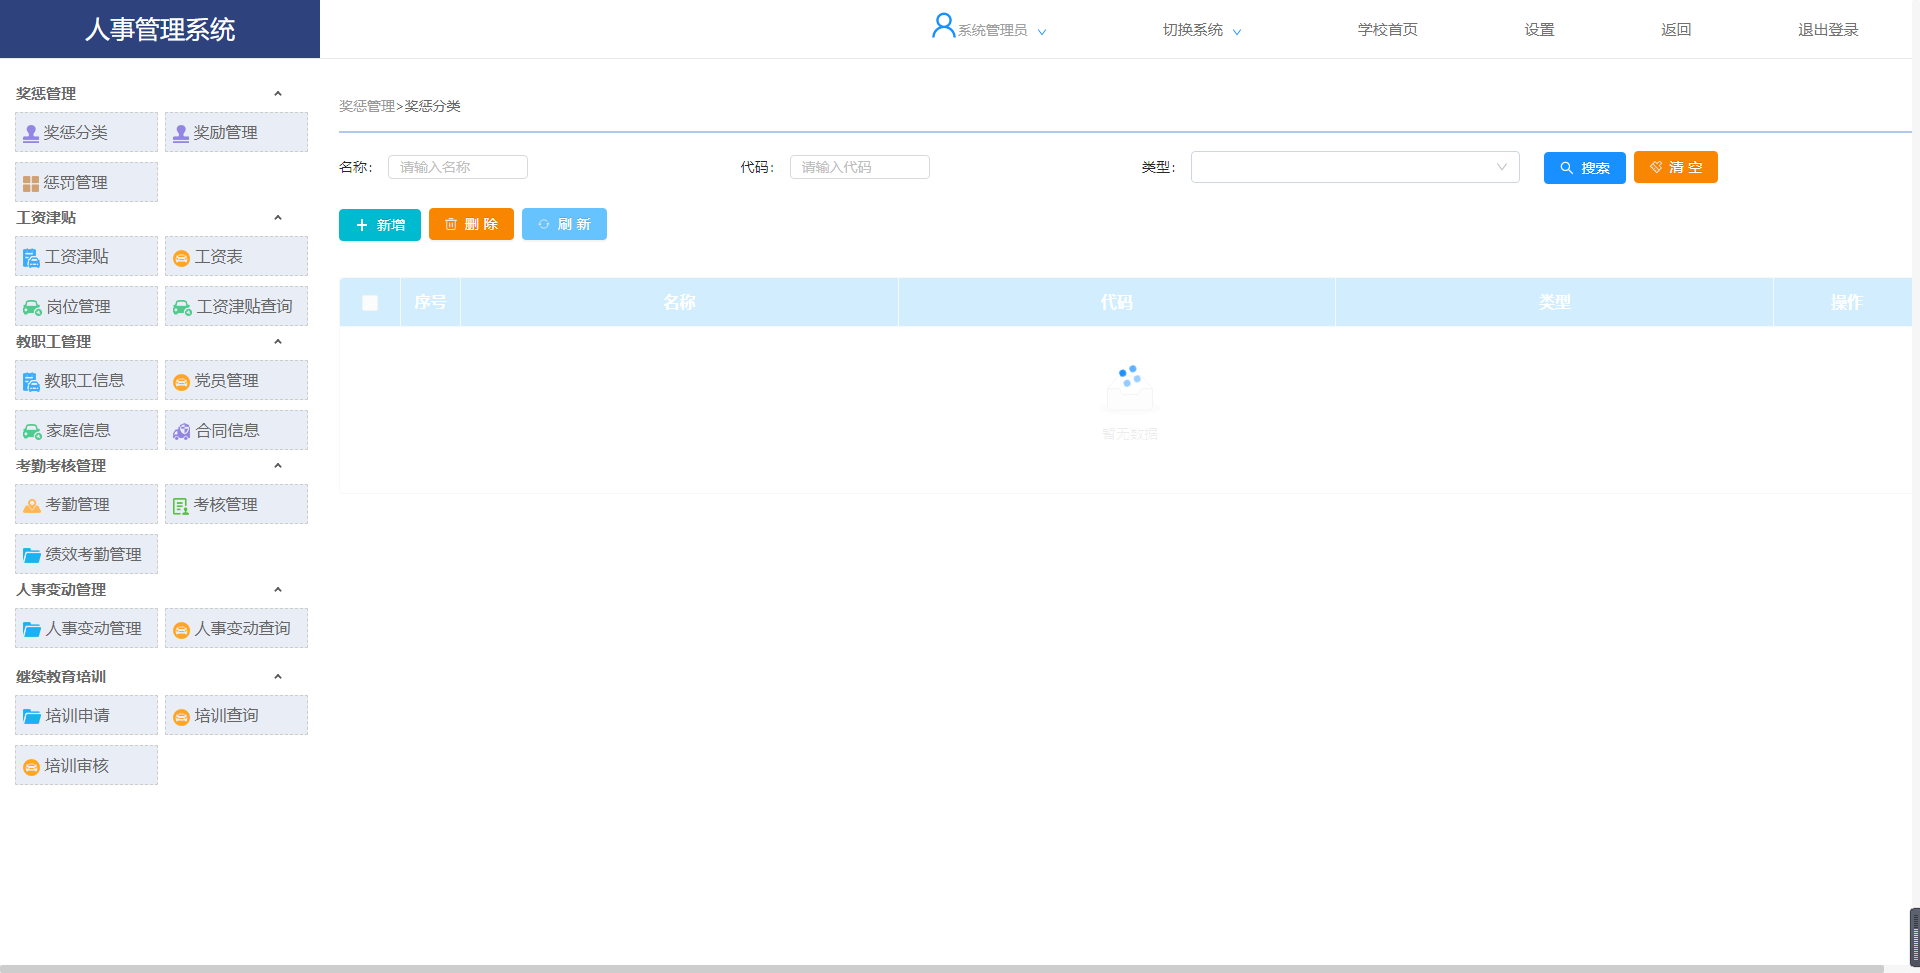 人事管理系统
系统管理员 切换系统 学校首页 设置 返回 退出登录
奖惩管理
奖惩分类 奖励管理
惩罚管理
工资津贴
工资津贴 工资表
岗位管理 工资津贴查询
教职工管理
教职工信息 党员管理
家庭信息 合同信息
考勤考核管理
考勤管理 考核管理
绩效考勤管理
人事变动管理
人事变动管理 人事变动查询
继续教育培训
培训申请 培训查询
培训审核
奖惩管理>奖惩分类
名称: 请输入名称 代码: 请输入代码 类型: 搜索 清 空
新增 删 除 刷 新
序号 名称 代码 类型 操作
暂无数据